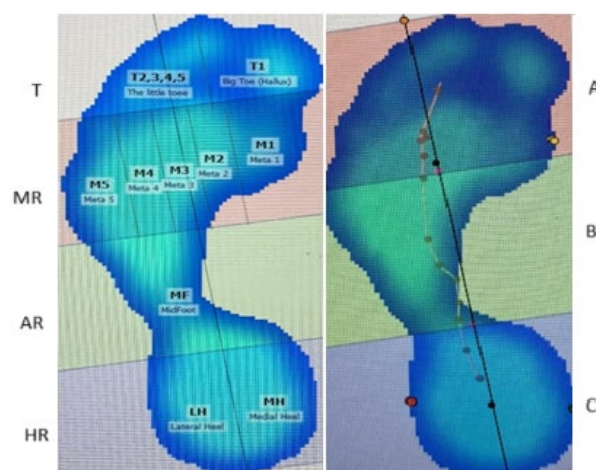 T
T2,3,4,5
The little toee
T1
Big Toe (Hallux)
MR
M5
Meta 5
M4
Meta 4
M3
Meta 3
M2
Meta 2
M1
Meta 1
AR
MF
MidFoot
HR
LH
Lateral Heel
MH
Medial Heel
A
B
C